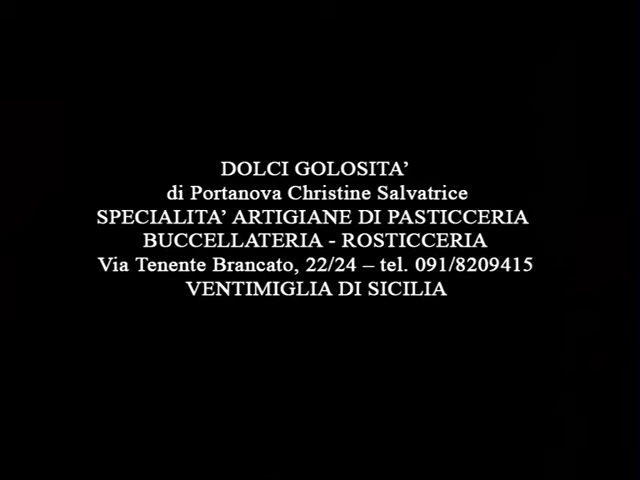 DOLCI GOLOSITA’
di Portanova Christine Salvatrice
SPECIALITA’ ARTIGIANE DI PASTICCERIA
BUCCELLATERIA - ROSTICCERIA
Via Tenente Brancato, 22/24 – tel. 091/8209415
VENTIMIGLIA DI SICILIA